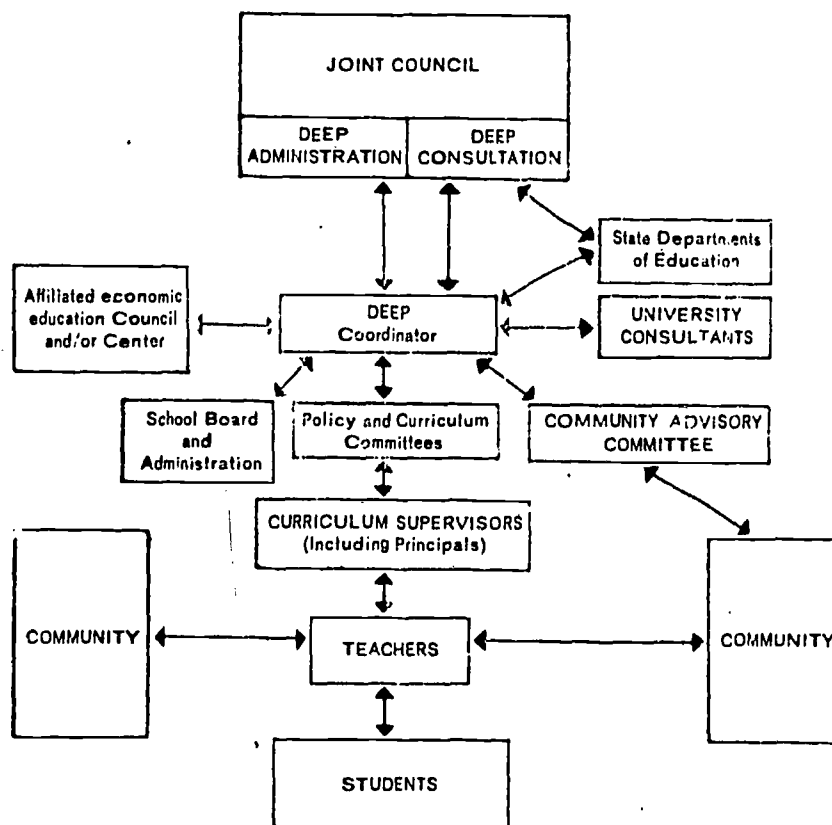 JOINT COUNCIL
DEEP
ADMINISTRATION
DEEP
CONSULTATION
State Departments
of Education
Affiliated economic
education Council
and/or Center
DEEP
Coordinator
UNIVERSITY
CONSULTANTS
School Board
and
Administration
Policy and Curriculum
Committees
COMMUNITY ADVISORY
COMMITTEE
CURRICULUM SUPERVISORS
(Including Principals)
COMMUNITY
TEACHERS
COMMUNITY
STUDENTS